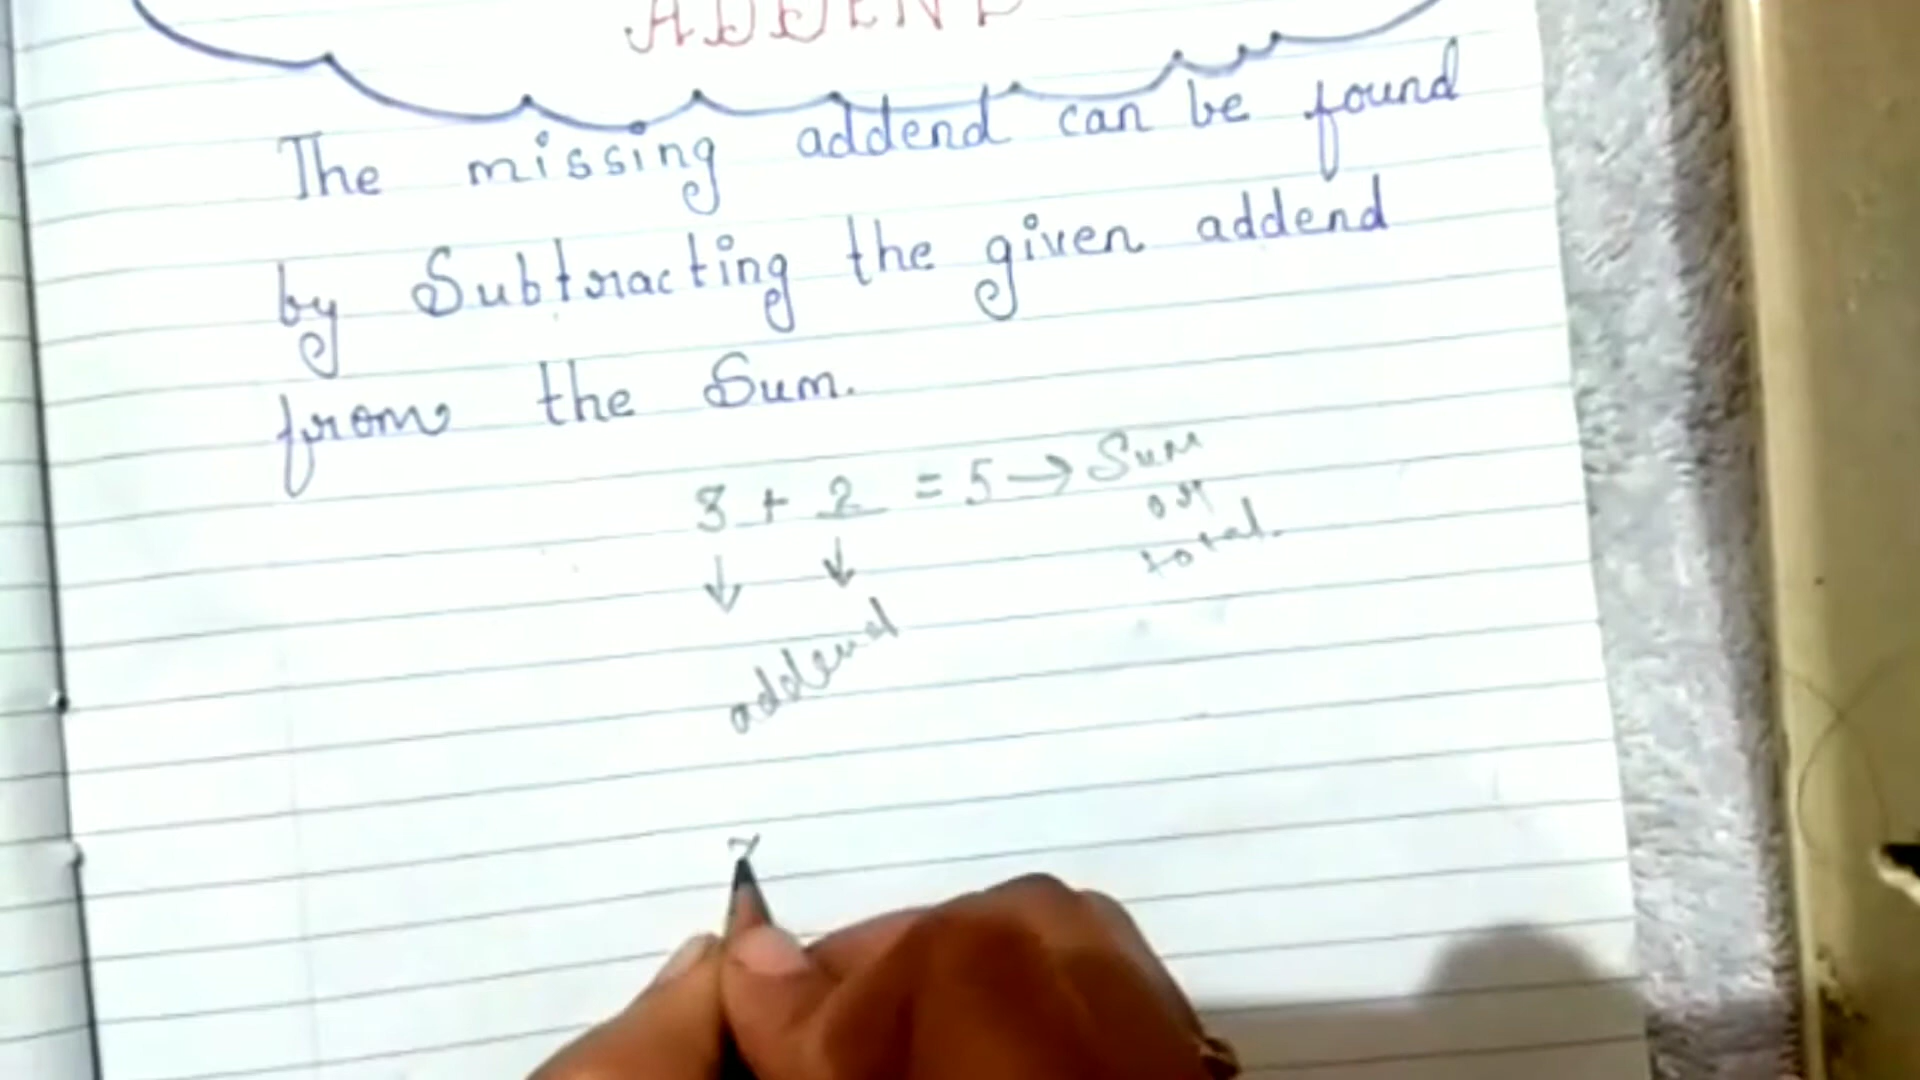 ADDEND
The missing addend can be found
by Subtracting the given addend
from the Sum.
3 + 2 = 5 → Sum
or
total.
↓ ↓
addend